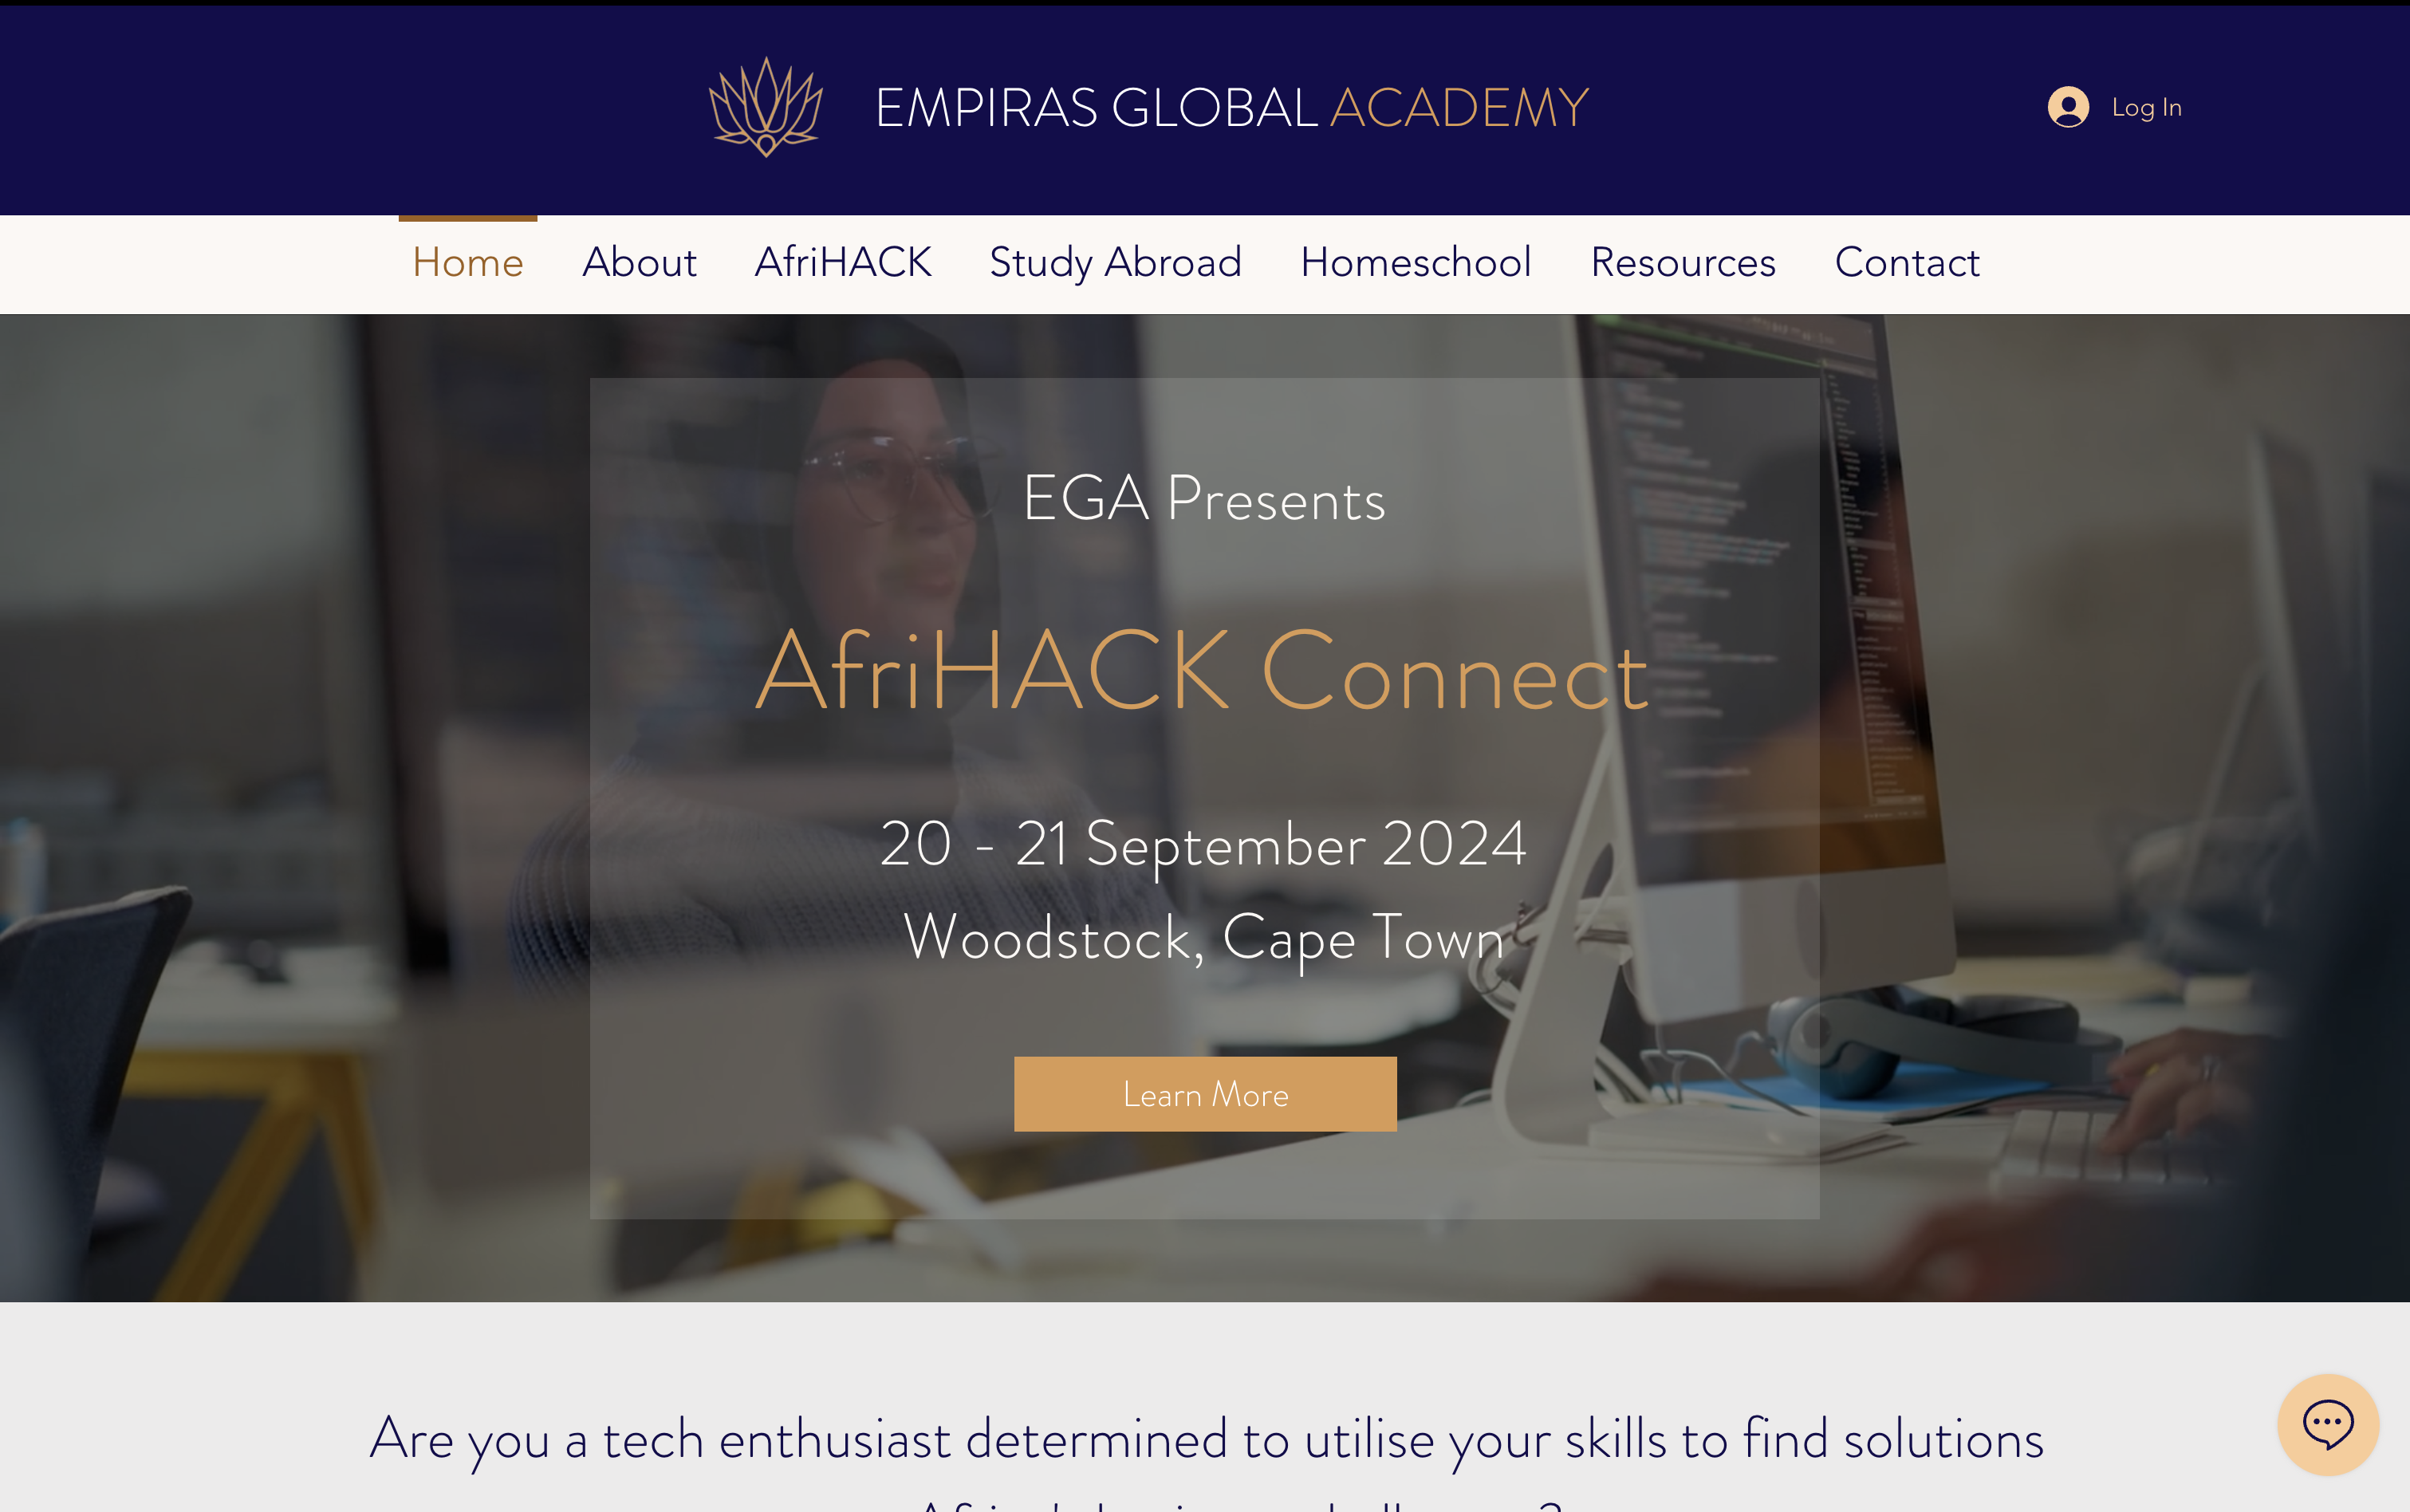 EMPIRAS GLOBAL ACADEMY
Log In
Home About AfriHACK Study Abroad Homeschool Resources Contact
EGA Presents
AfriHACK Connect
20 - 21 September 2024
Woodstock, Cape Town
Learn More
Are you a tech enthusiast determined to utilise your skills to find solutions